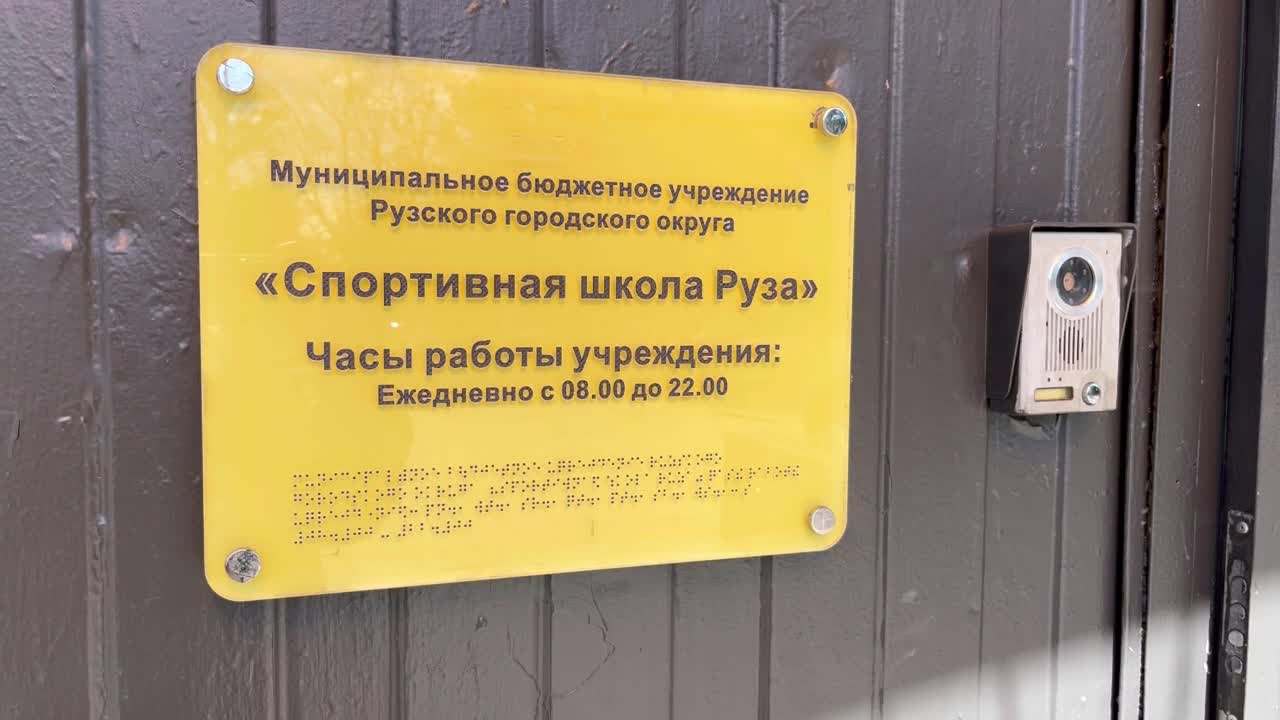 Муниципальное бюджетное учреждение
Рузского городского округа
«Спортивная школа Руза»
Часы работы учреждения:
Ежедневно с 08.00 до 22.00